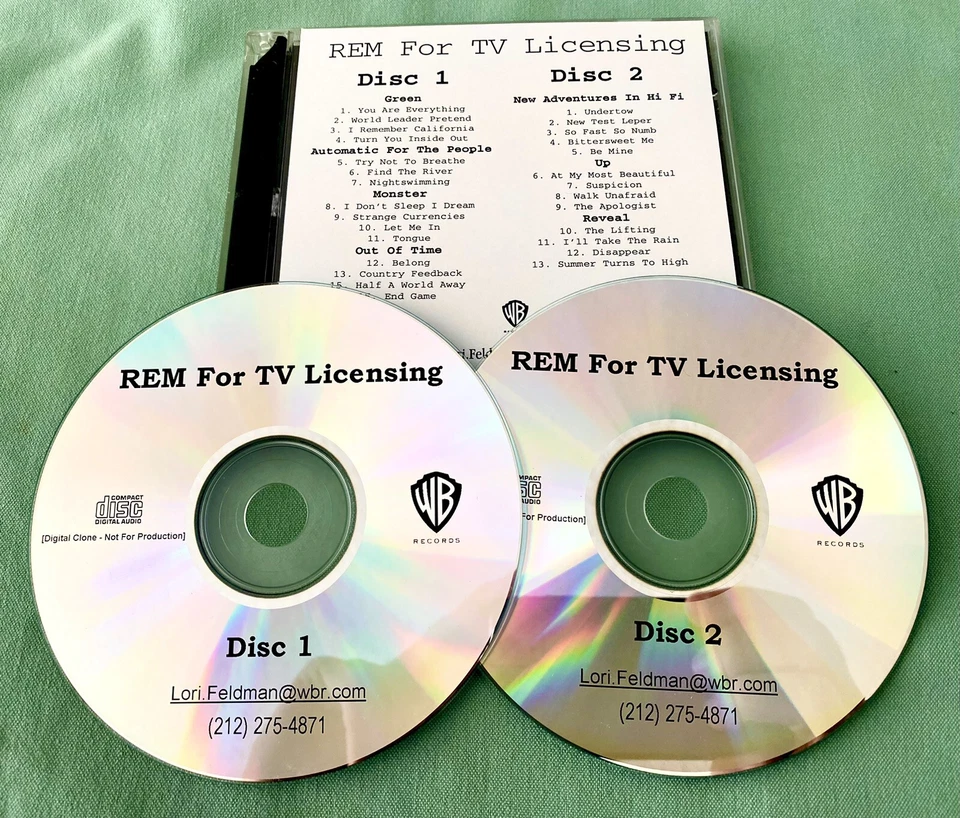 REM For TV Licensing
Disc 1
Green
1. You Are Everything
2. World Leader Pretend
3. I Remember California
4. Turn You Inside Out
Automatic For The People
5. Try Not To Breathe
6. Find The River
7. Nightswimming
Monster
8. I Don't Sleep I Dream
9. Strange Currencies
10. Let Me In
11. Tongue
Out Of Time
12. Belong
13. Country Feedback
15. Half A World Away
End Game
Disc 2
New Adventures In Hi Fi
1. Undertow
2. New Test Leper
3. So Fast So Numb
4. Bittersweet Me
5. Be Mine
Up
6. At My Most Beautiful
7. Suspicion
8. Walk Unafraid
9. The Apologist
Reveal
10. The Lifting
11. I'll Take The Rain
12. Disappear
13. Summer Turns To High
WB
REM For TV Licensing
COMPACT
disc
DIGITAL AUDIO
[Digital Clone - Not For Production]
WB
RECORDS
Disc 1
Lori.Feldman@wbr.com
(212) 275-4871
REM For TV Licensing
For Production]
WB
RECORDS
Disc 2
Lori.Feldman@wbr.com
(212) 275-4871